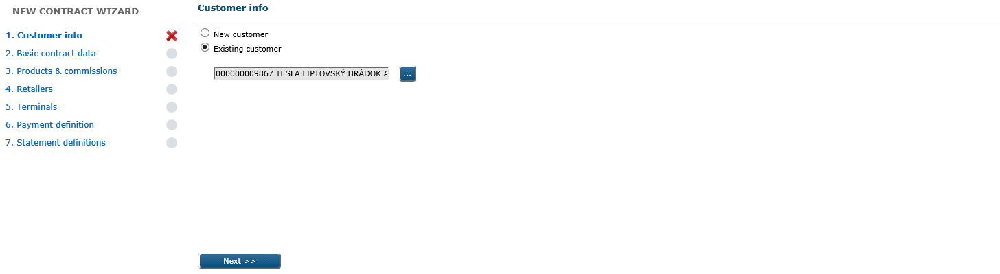 NEW CONTRACT WIZARD
1. Customer info
2. Basic contract data
3. Products & commissions
4. Retailers
5. Terminals
6. Payment definition
7. Statement definitions
Customer info
New customer
Existing customer
000000009867 TESLA LIPTOVSKÝ HRÁDOK A
...
Next >>